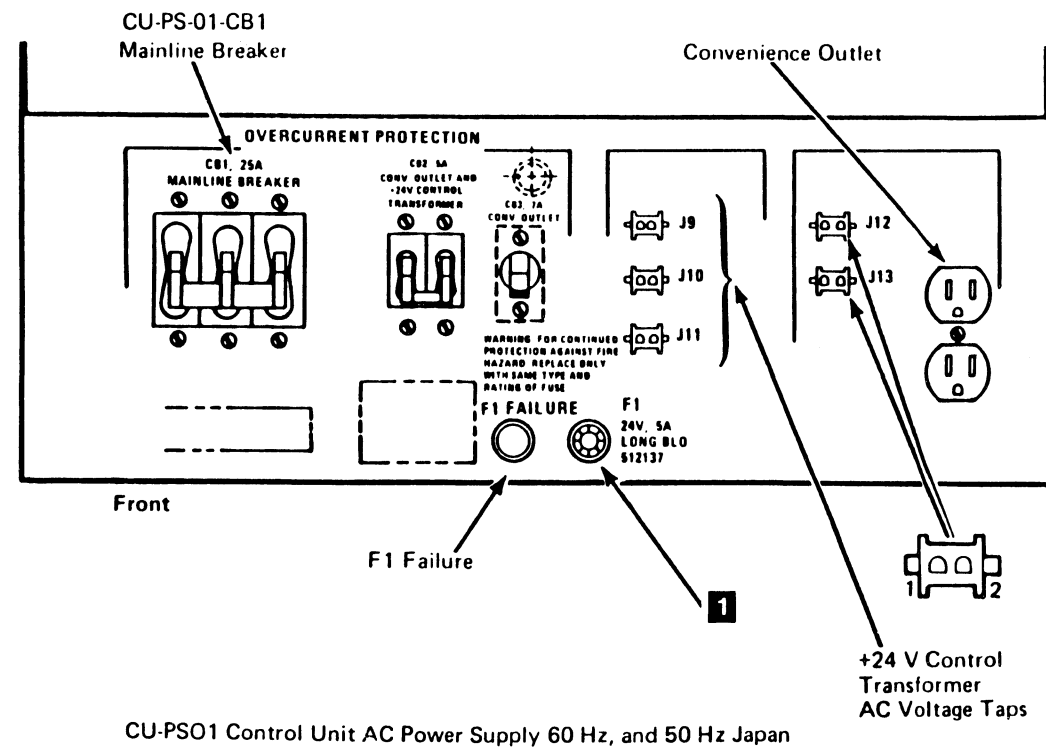 CU-PS-01-CB1
Mainline Breaker
Convenience Outlet
OVERCURRENT PROTECTION
CB1, 25A
MAINLINE BREAKER
CB2 5A
CONV OUTLET AND
+24V CONTROL
TRANSFORMER
CB3, 7A
CONV OUTLET
J9
J10
J11
J12
J13
WARNING FOR CONTINUED
PROTECTION AGAINST FIRE
HAZARD REPLACE ONLY
WITH SAME TYPE AND
RATING OF FUSE
F1 FAILURE
F1
24V, 5A
LONG BLO
512137
Front
F1 Failure
1
1 2
+24 V Control
Transformer
AC Voltage Taps
CU-PSO1 Control Unit AC Power Supply 60 Hz, and 50 Hz Japan